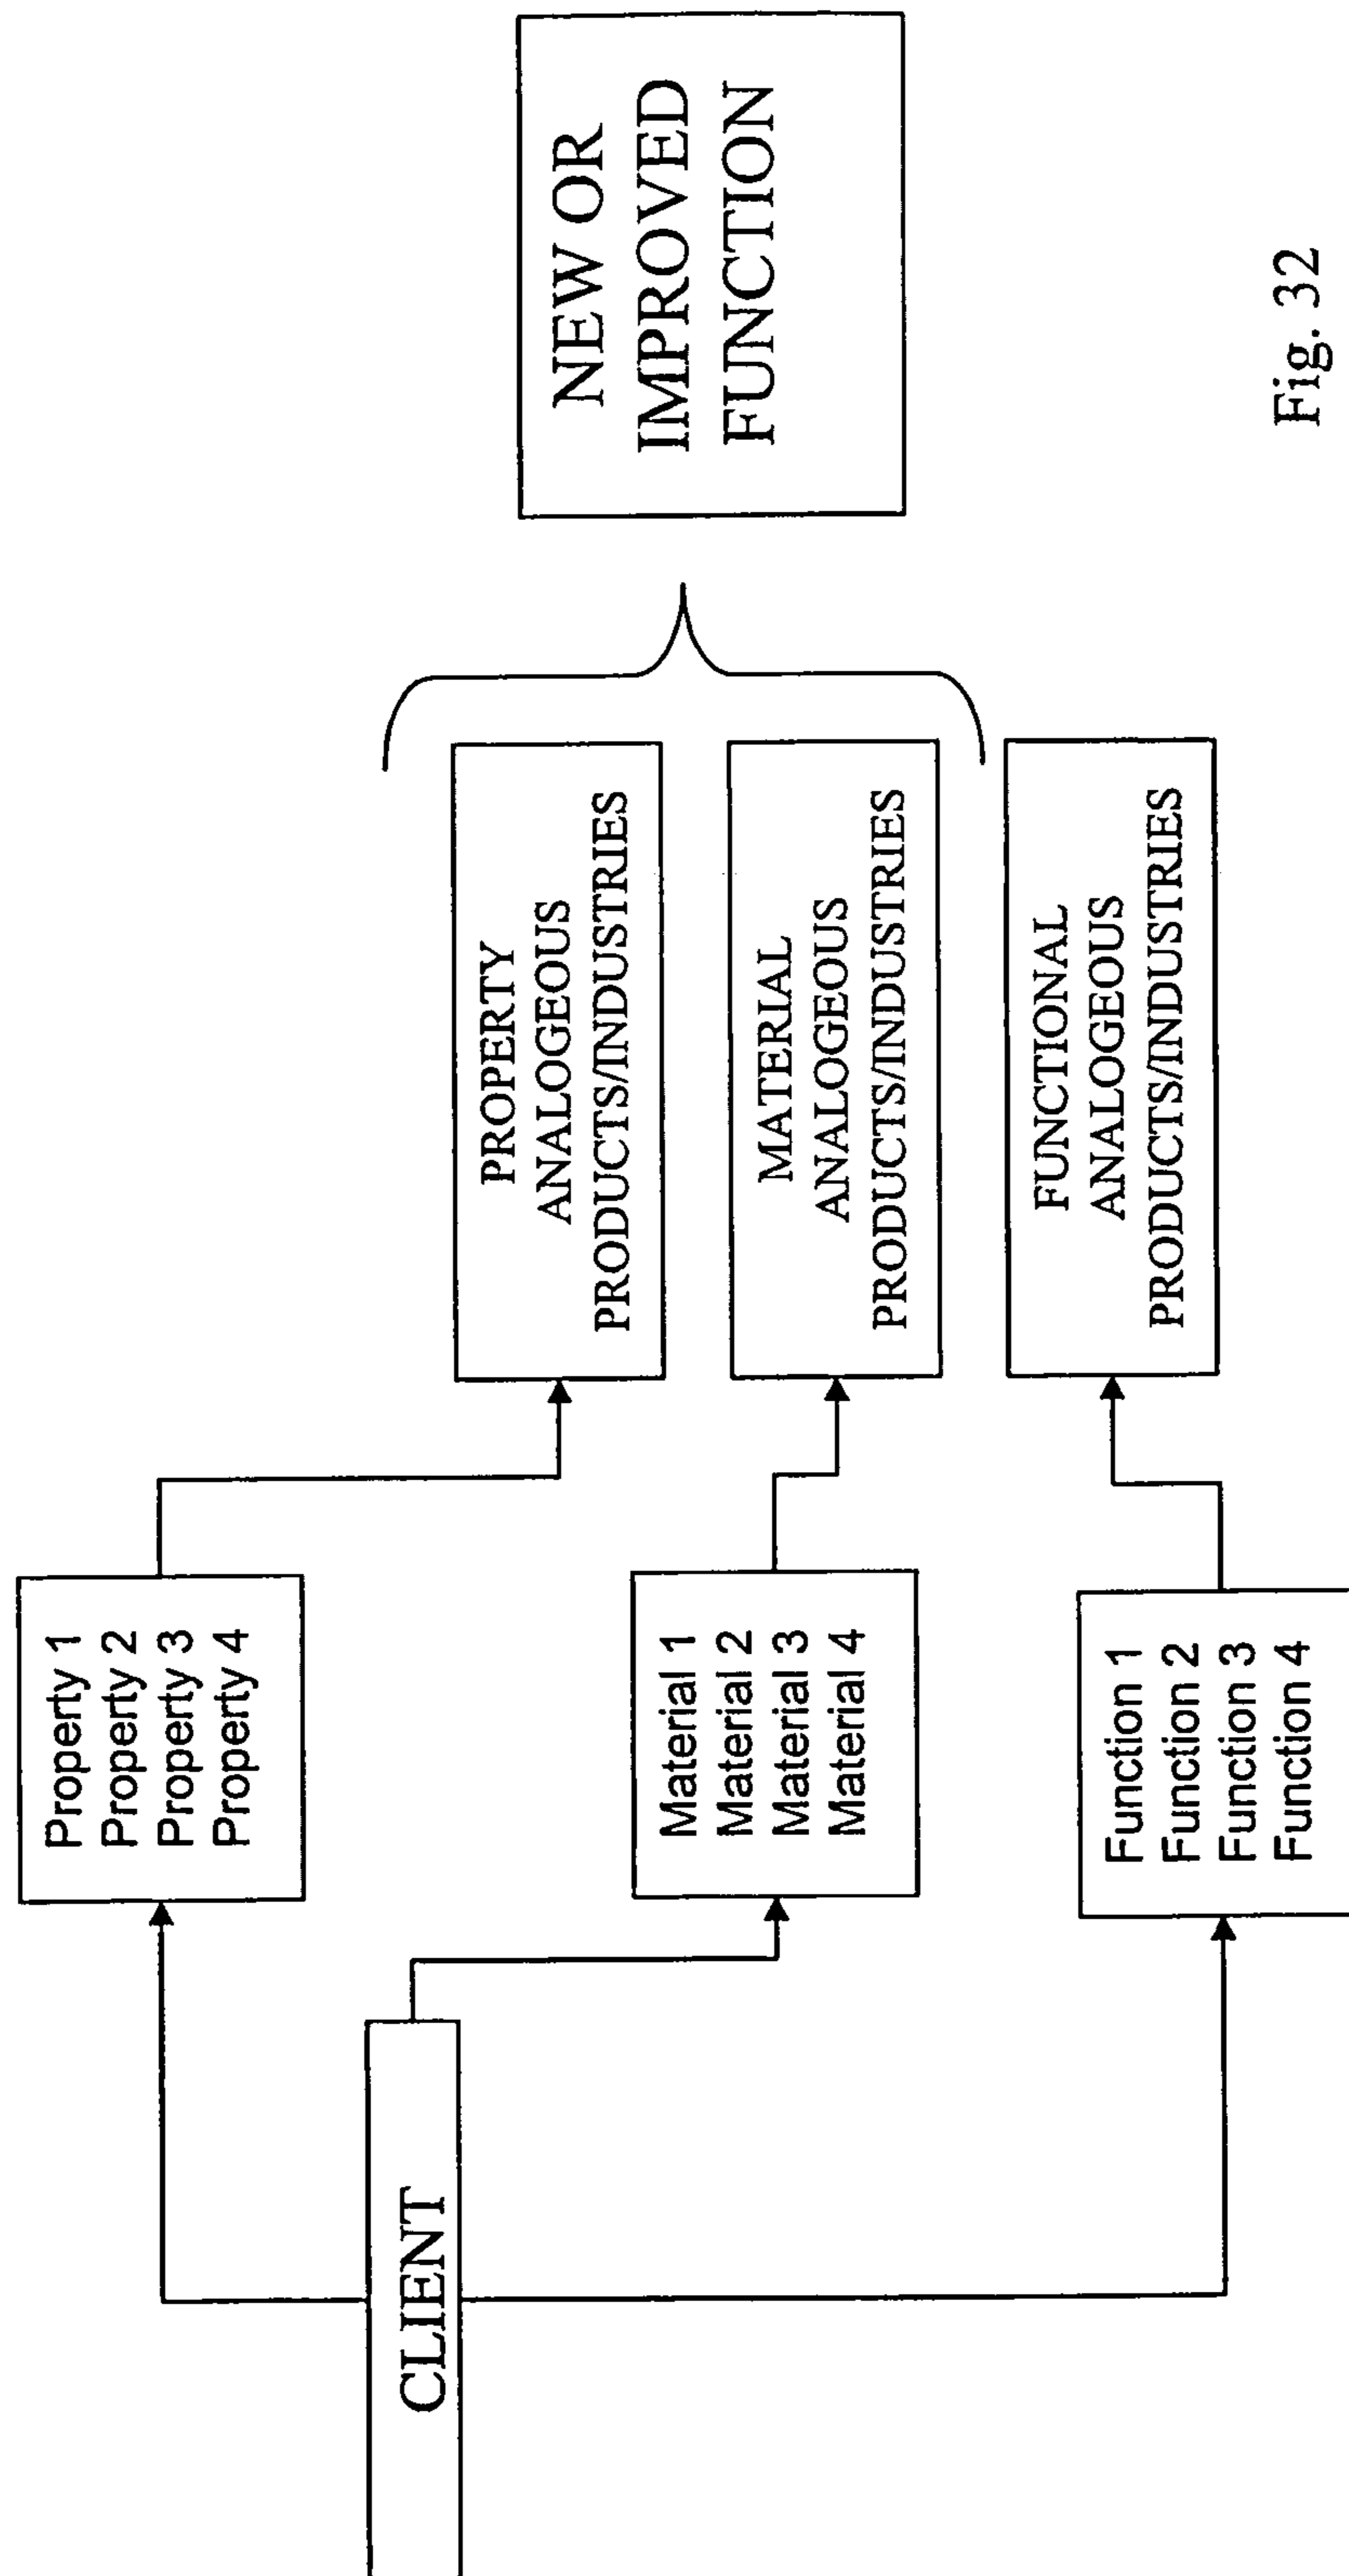 CLIENT
Property 1
Property 2
Property 3
Property 4
Material 1
Material 2
Material 3
Material 4
Function 1
Function 2
Function 3
Function 4
PROPERTY
ANALOGEOUS
PRODUCTS/INDUSTRIES
MATERIAL
ANALOGEOUS
PRODUCTS/INDUSTRIES
FUNCTIONAL
ANALOGEOUS
PRODUCTS/INDUSTRIES
NEW OR
IMPROVED
FUNCTION
Fig. 32